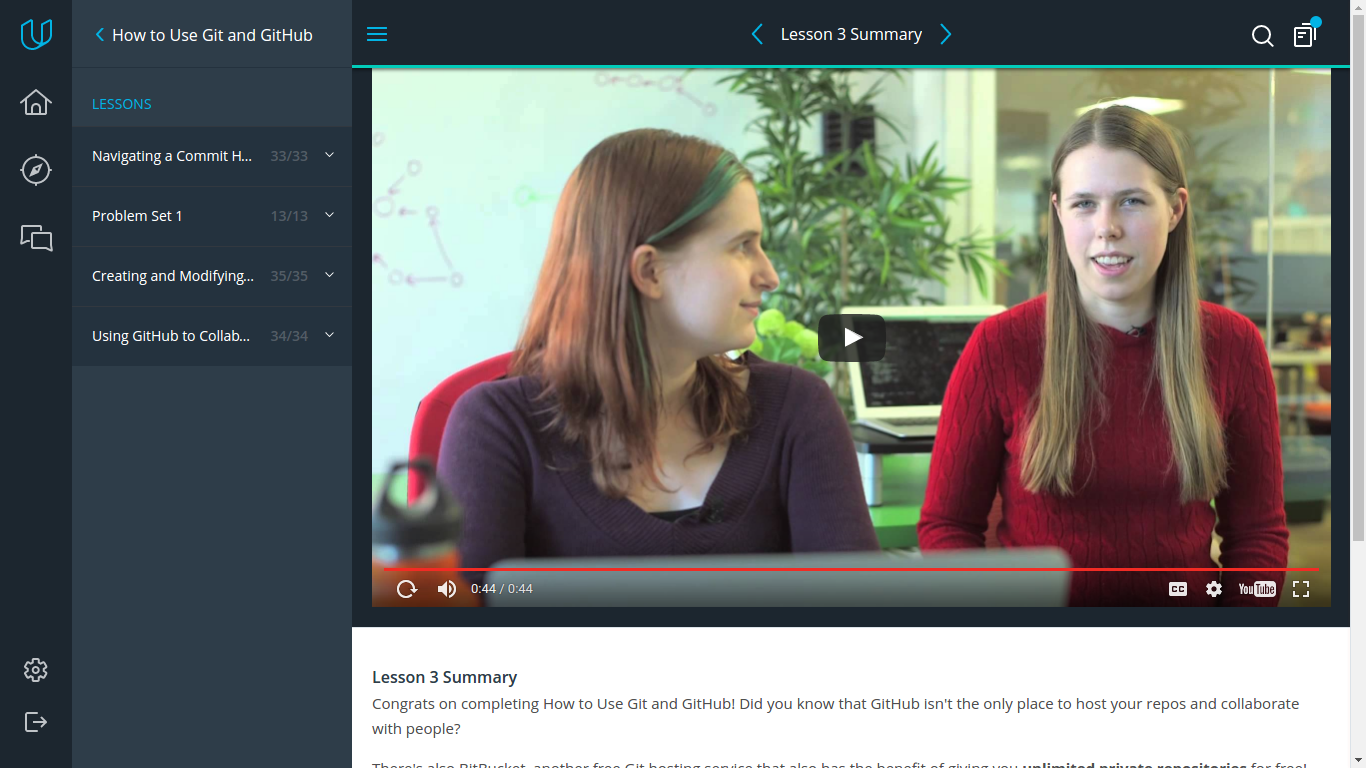 How to Use Git and GitHub
Lesson 3 Summary
LESSONS
Navigating a Commit H... 33/33
Problem Set 1 13/13
Creating and Modifying... 35/35
Using GitHub to Collab... 34/34
0:44 / 0:44
CC
YouTube
Lesson 3 Summary
Congrats on completing How to Use Git and GitHub! Did you know that GitHub isn't the only place to host your repos and collaborate
with people?
There's also BitBucket, another free Git hosting service that also has the benefit of giving you unlimited private repositories for free!